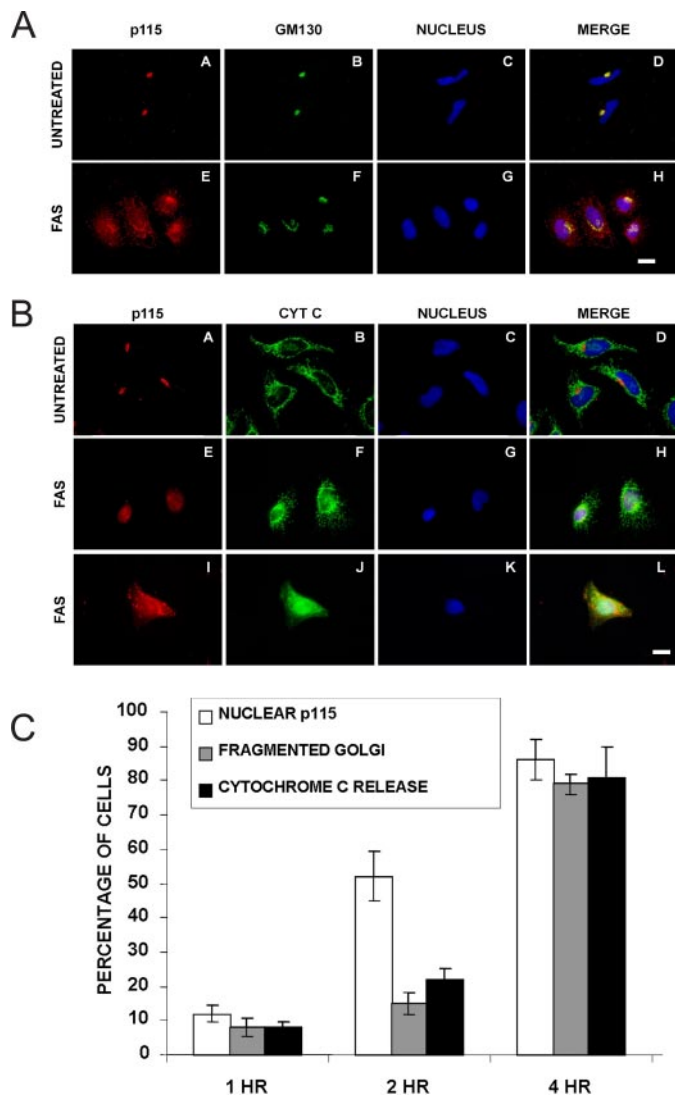 A
p115 GM130 NUCLEUS MERGE
UNTREATED
A B C D
FAS
E F G H
B
p115 CYT C NUCLEUS MERGE
UNTREATED
A B C D
FAS
E F G H
FAS
I J K L
C
NUCLEAR p115
FRAGMENTED GOLGI
CYTOCHROME C RELEASE
PERCENTAGE OF CELLS
100
90
80
70
60
50
40
30
20
10
0
1 HR 2 HR 4 HR